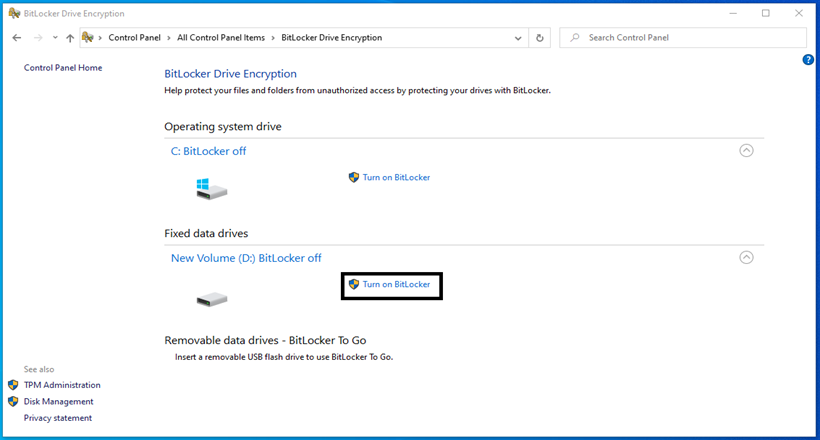 BitLocker Drive Encryption
Control Panel > All Control Panel Items > BitLocker Drive Encryption
Search Control Panel
Control Panel Home
BitLocker Drive Encryption
Help protect your files and folders from unauthorized access by protecting your drives with BitLocker.
Operating system drive
C: BitLocker off
Turn on BitLocker
Fixed data drives
New Volume (D:) BitLocker off
Turn on BitLocker
Removable data drives - BitLocker To Go
Insert a removable USB flash drive to use BitLocker To Go.
See also
TPM Administration
Disk Management
Privacy statement